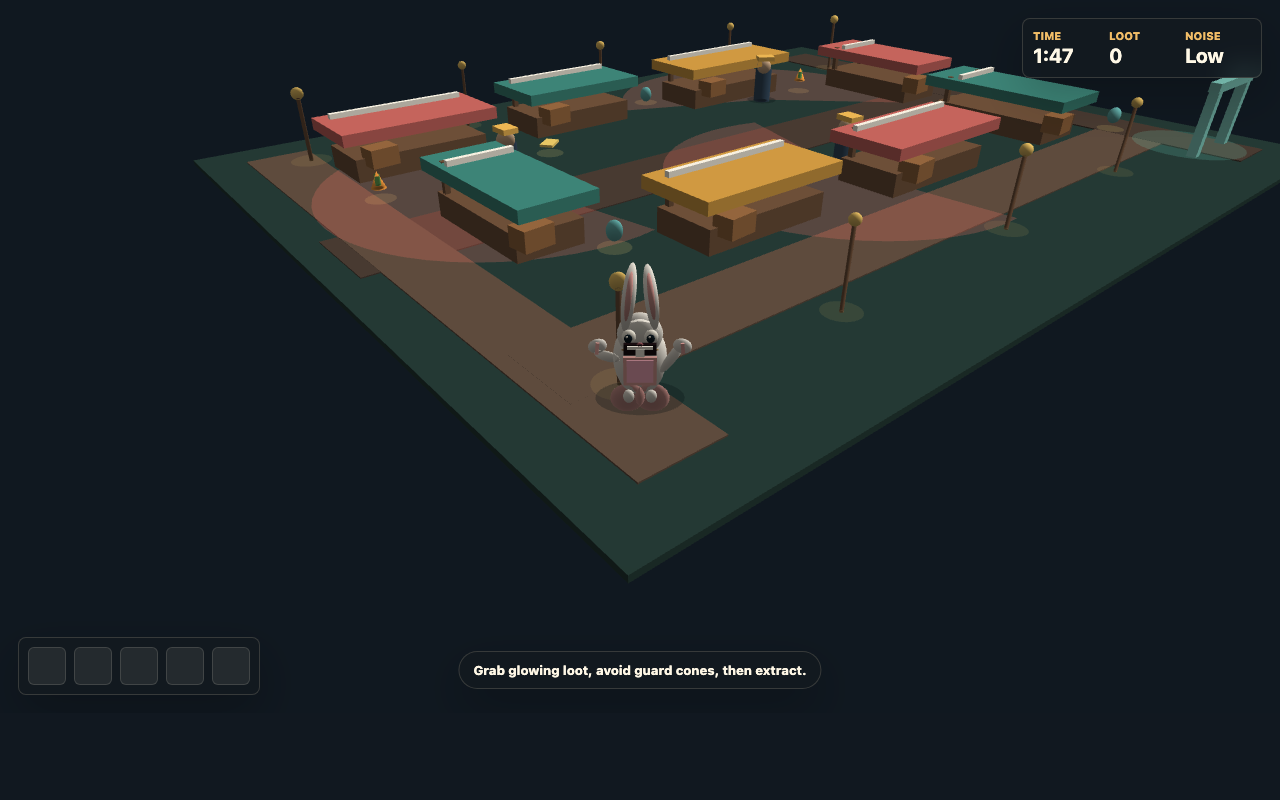 TIME LOOT NOISE
1:47 0 Low
Grab glowing loot, avoid guard cones, then extract.